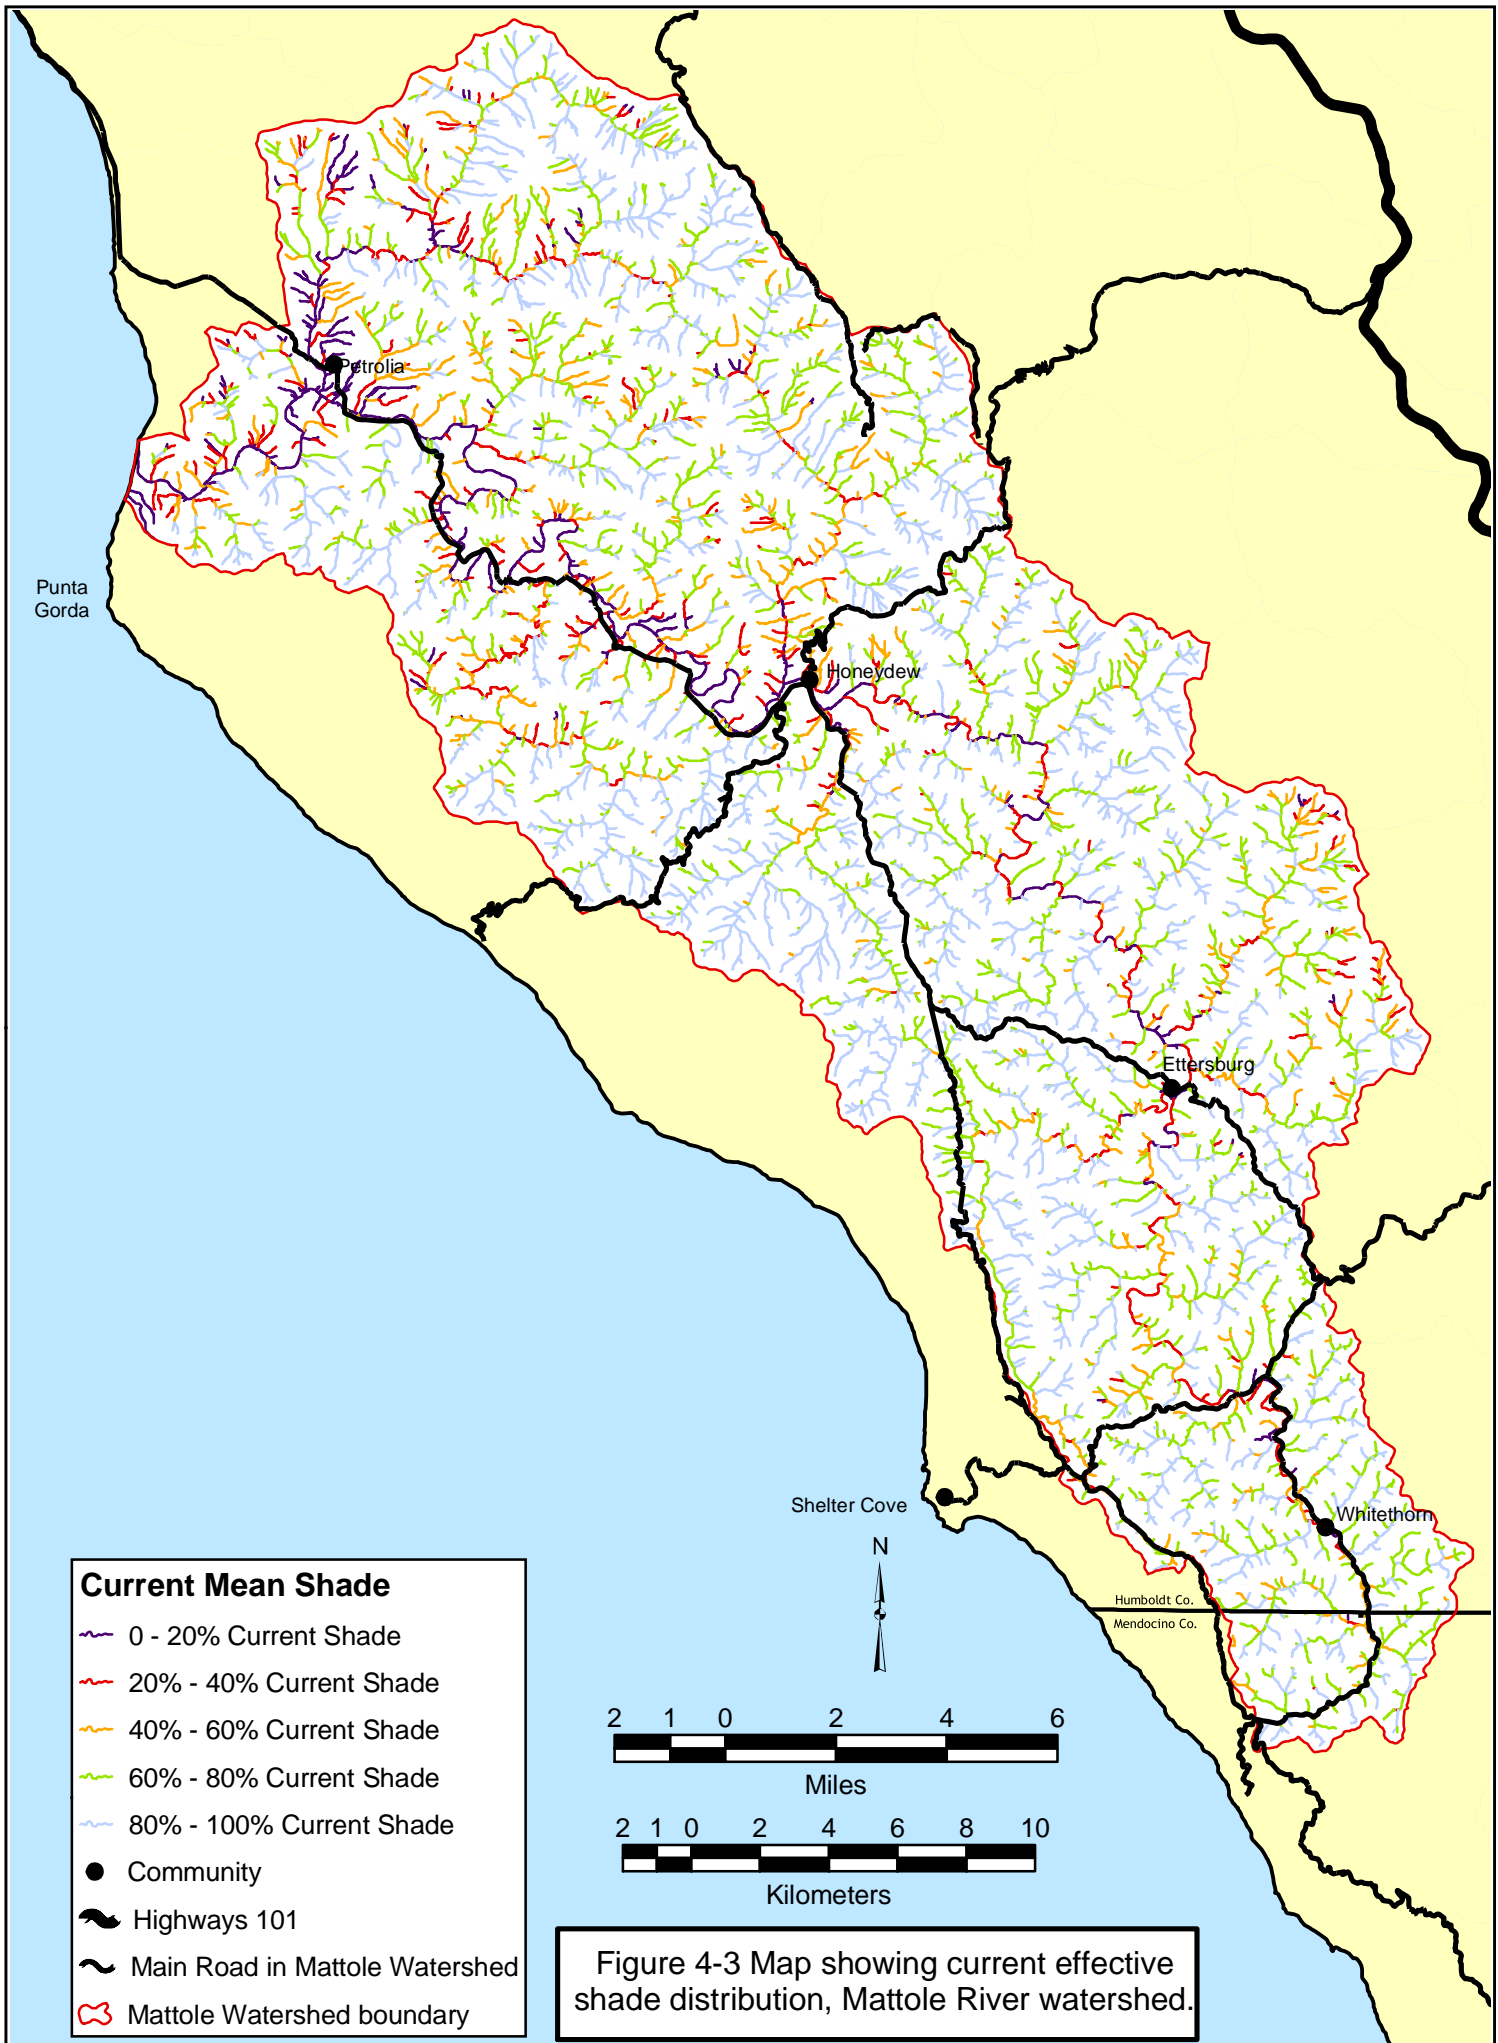 Petrolia
Punta
Gorda
Honeydew
Ettersburg
Shelter Cove
Whitethorn
N
Humboldt Co.
Mendocino Co.
Current Mean Shade
0 - 20% Current Shade
20% - 40% Current Shade
40% - 60% Current Shade
60% - 80% Current Shade
80% - 100% Current Shade
Community
Highways 101
Main Road in Mattole Watershed
Mattole Watershed boundary
2 1 0 2 4 6
Miles
2 1 0 2 4 6 8 10
Kilometers
Figure 4-3 Map showing current effective
shade distribution, Mattole River watershed.